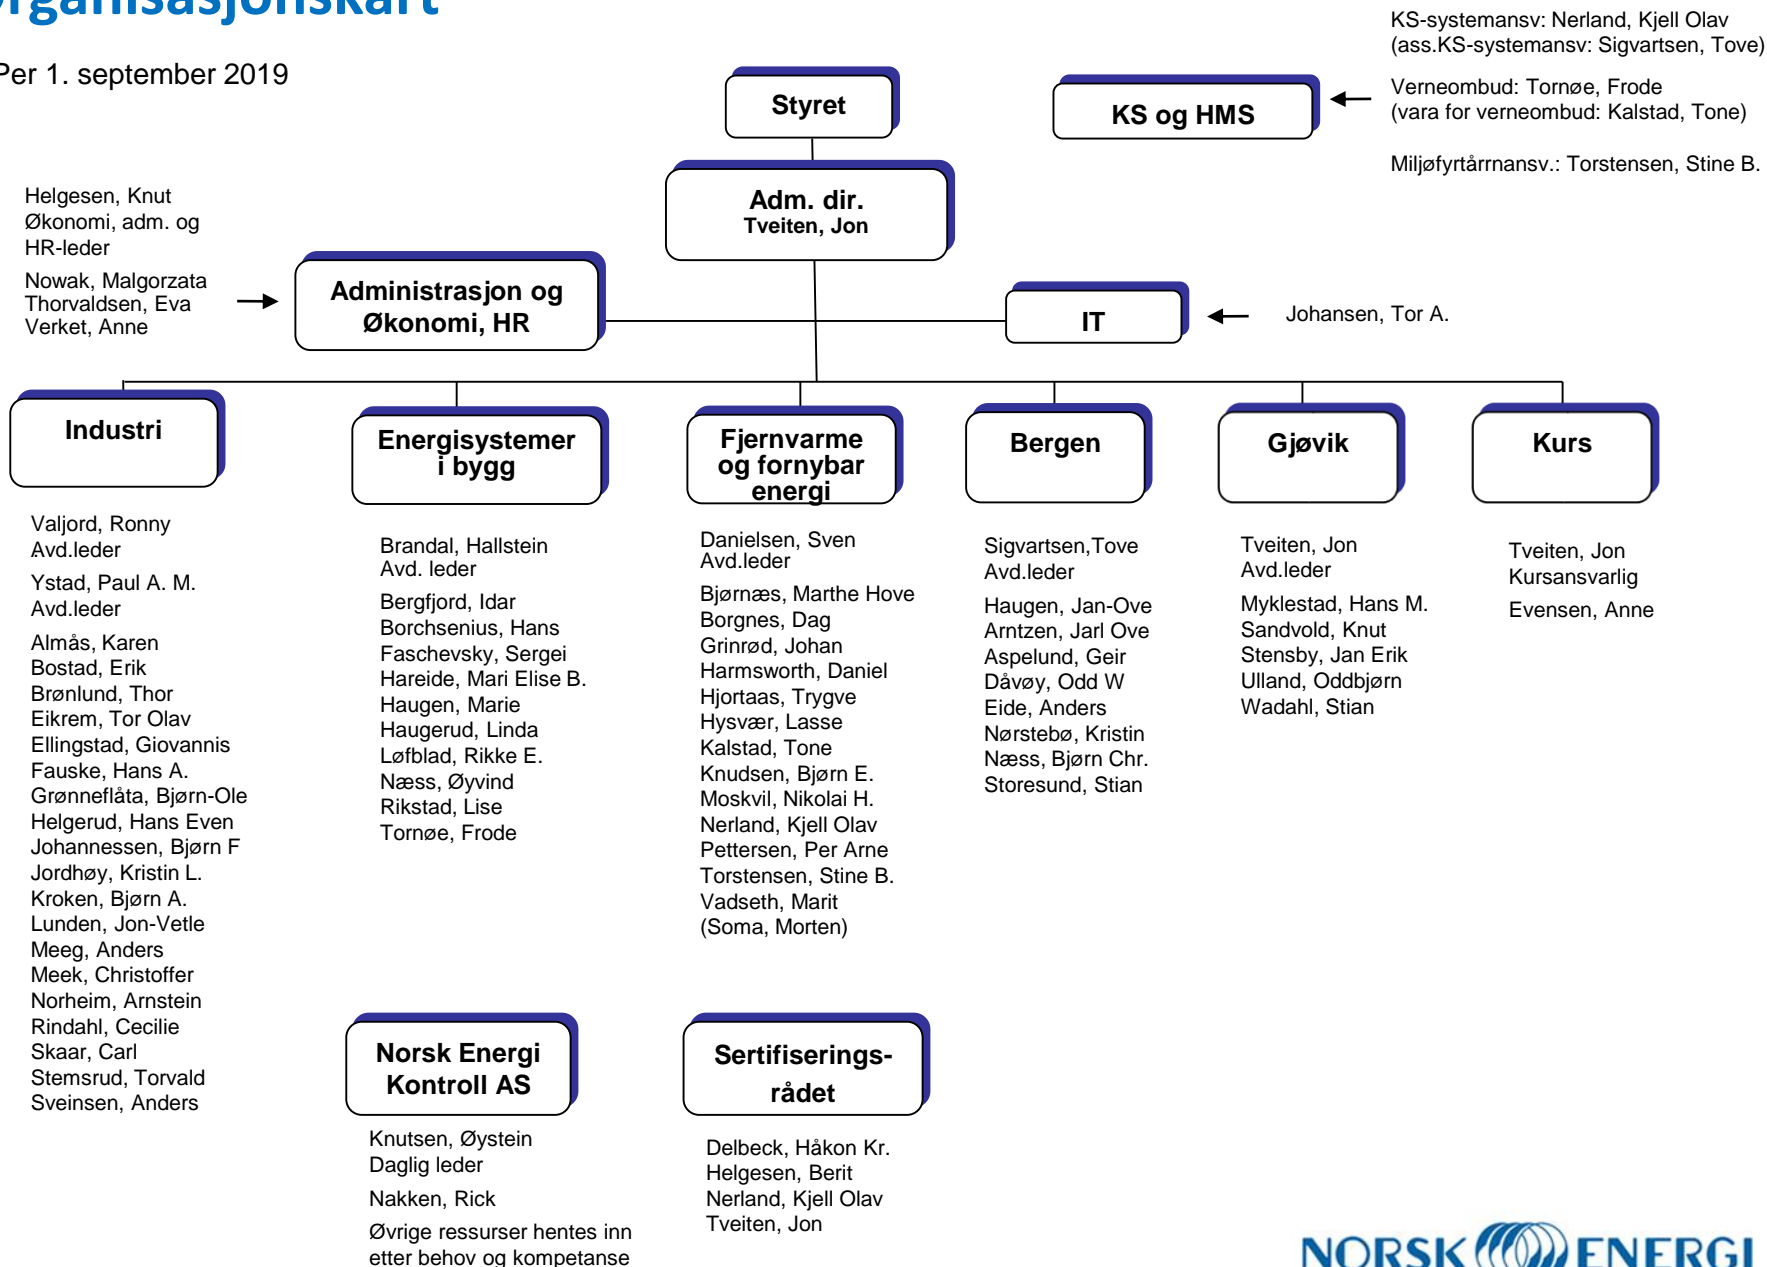 Organisasjonskart
Per 1. september 2019
KS-systemansv: Nerland, Kjell Olav
(ass.KS-systemansv: Sigvartsen, Tove)
Verneombud: Tornøe, Frode
(vara for verneombud: Kalstad, Tone)
Miljøfyrtårrnansv.: Torstensen, Stine B.
Styret
KS og HMS
Adm. dir.
Tveiten, Jon
Helgesen, Knut
Økonomi, adm. og
HR-leder
Nowak, Malgorzata
Thorvaldsen, Eva
Verket, Anne
Administrasjon og
Økonomi, HR
IT
Johansen, Tor A.
Industri
Valjord, Ronny
Avd.leder
Ystad, Paul A. M.
Avd.leder
Almås, Karen
Bostad, Erik
Brønlund, Thor
Eikrem, Tor Olav
Ellingstad, Giovannis
Fauske, Hans A.
Grønneflåta, Bjørn-Ole
Helgerud, Hans Even
Johannessen, Bjørn F
Jordhøy, Kristin L.
Kroken, Bjørn A.
Lunden, Jon-Vetle
Meeg, Anders
Meek, Christoffer
Norheim, Arnstein
Rindahl, Cecilie
Skaar, Carl
Stemsrud, Torvald
Sveinsen, Anders
Energisystemer
i bygg
Brandal, Hallstein
Avd. leder
Bergfjord, Idar
Borchsenius, Hans
Faschevsky, Sergei
Hareide, Mari Elise B.
Haugen, Marie
Haugerud, Linda
Løfblad, Rikke E.
Næss, Øyvind
Rikstad, Lise
Tornøe, Frode
Fjernvarme
og fornybar
energi
Danielsen, Sven
Avd.leder
Bjørnæs, Marthe Hove
Borgnes, Dag
Grinrød, Johan
Harmsworth, Daniel
Hjortaas, Trygve
Hysvær, Lasse
Kalstad, Tone
Knudsen, Bjørn E.
Moskvil, Nikolai H.
Nerland, Kjell Olav
Pettersen, Per Arne
Torstensen, Stine B.
Vadseth, Marit
(Soma, Morten)
Bergen
Sigvartsen,Tove
Avd.leder
Haugen, Jan-Ove
Arntzen, Jarl Ove
Aspelund, Geir
Dåvøy, Odd W
Eide, Anders
Nørstebø, Kristin
Næss, Bjørn Chr.
Storesund, Stian
Gjøvik
Tveiten, Jon
Avd.leder
Myklestad, Hans M.
Sandvold, Knut
Stensby, Jan Erik
Ulland, Oddbjørn
Wadahl, Stian
Kurs
Tveiten, Jon
Kursansvarlig
Evensen, Anne
Norsk Energi
Kontroll AS
Knutsen, Øystein
Daglig leder
Nakken, Rick
Øvrige ressurser hentes inn
etter behov og kompetanse
Sertifiserings-
rådet
Delbeck, Håkon Kr.
Helgesen, Berit
Nerland, Kjell Olav
Tveiten, Jon
NORSK ENERGI